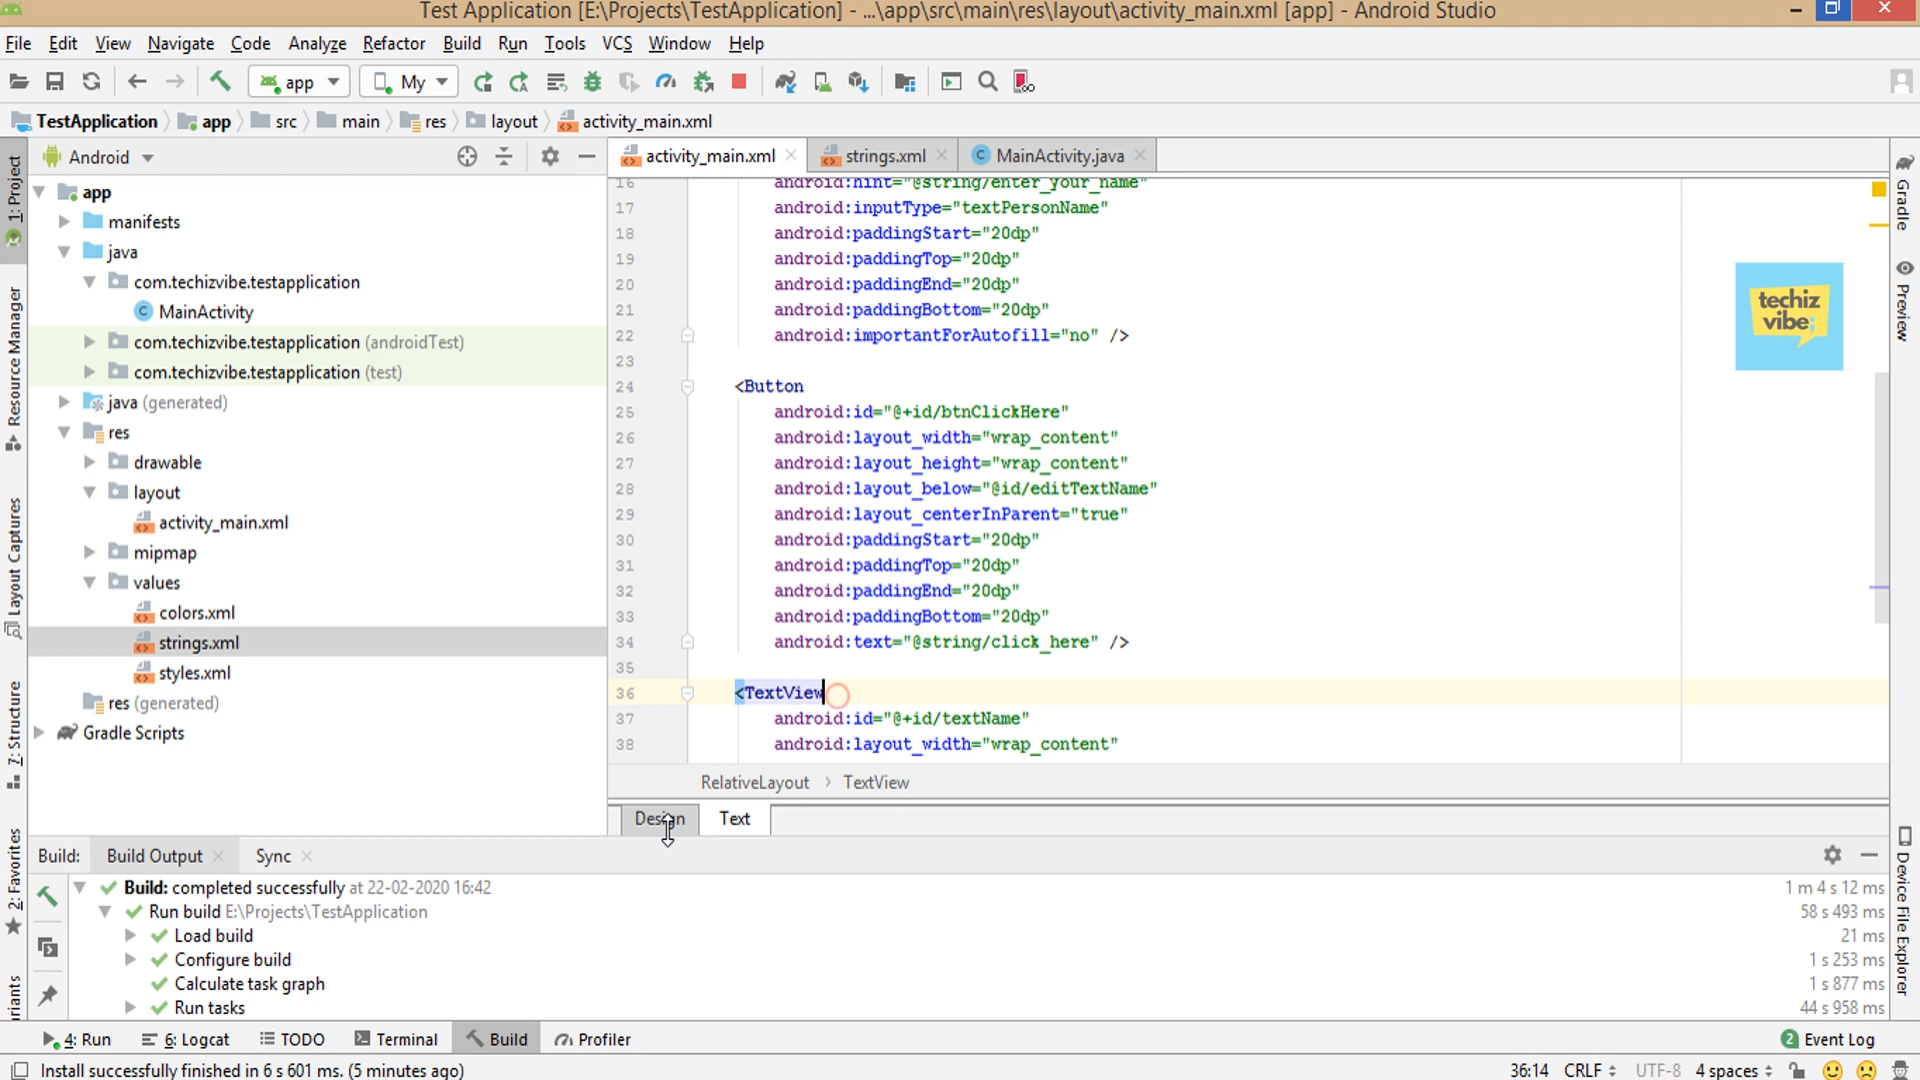 Test Application [E:\Projects\TestApplication] - ...\app\src\main\res\layout\activity_main.xml [app] - Android Studio
File Edit View Navigate Code Analyze Refactor Build Run Tools VCS Window Help
app My
TestApplication app src main res layout activity_main.xml
Android
activity_main.xml strings.xml MainActivity.java
1: Project
Resource Manager
Layout Captures
7: Structure
2: Favorites
app
manifests
java
com.techizvibe.testapplication
MainActivity
com.techizvibe.testapplication (androidTest)
com.techizvibe.testapplication (test)
java (generated)
res
drawable
layout
activity_main.xml
mipmap
values
colors.xml
strings.xml
styles.xml
res (generated)
Gradle Scripts
16 android:hint="@string/enter_your_name"
17 android:inputType="textPersonName"
18 android:paddingStart="20dp"
19 android:paddingTop="20dp"
20 android:paddingEnd="20dp"
21 android:paddingBottom="20dp"
22 android:importantForAutofill="no" />
23
24 <Button
25 android:id="@+id/btnClickHere"
26 android:layout_width="wrap_content"
27 android:layout_height="wrap_content"
28 android:layout_below="@id/editTextName"
29 android:layout_centerInParent="true"
30 android:paddingStart="20dp"
31 android:paddingTop="20dp"
32 android:paddingEnd="20dp"
33 android:paddingBottom="20dp"
34 android:text="@string/click_here" />
35
36 <TextView
37 android:id="@+id/textName"
38 android:layout_width="wrap_content"
RelativeLayout TextView
Design Text
techiz
vibe;
Gradle
Preview
Device File Explorer
Build: Build Output Sync
Build: completed successfully at 22-02-2020 16:42 1 m 4 s 12 ms
Run build E:\Projects\TestApplication 58 s 493 ms
Load build 21 ms
Configure build 1 s 253 ms
Calculate task graph 1 s 877 ms
Run tasks 44 s 958 ms
4: Run 6: Logcat TODO Terminal Build Profiler 2 Event Log
Install successfully finished in 6 s 601 ms. (5 minutes ago) 36:14 CRLF UTF-8 4 spaces